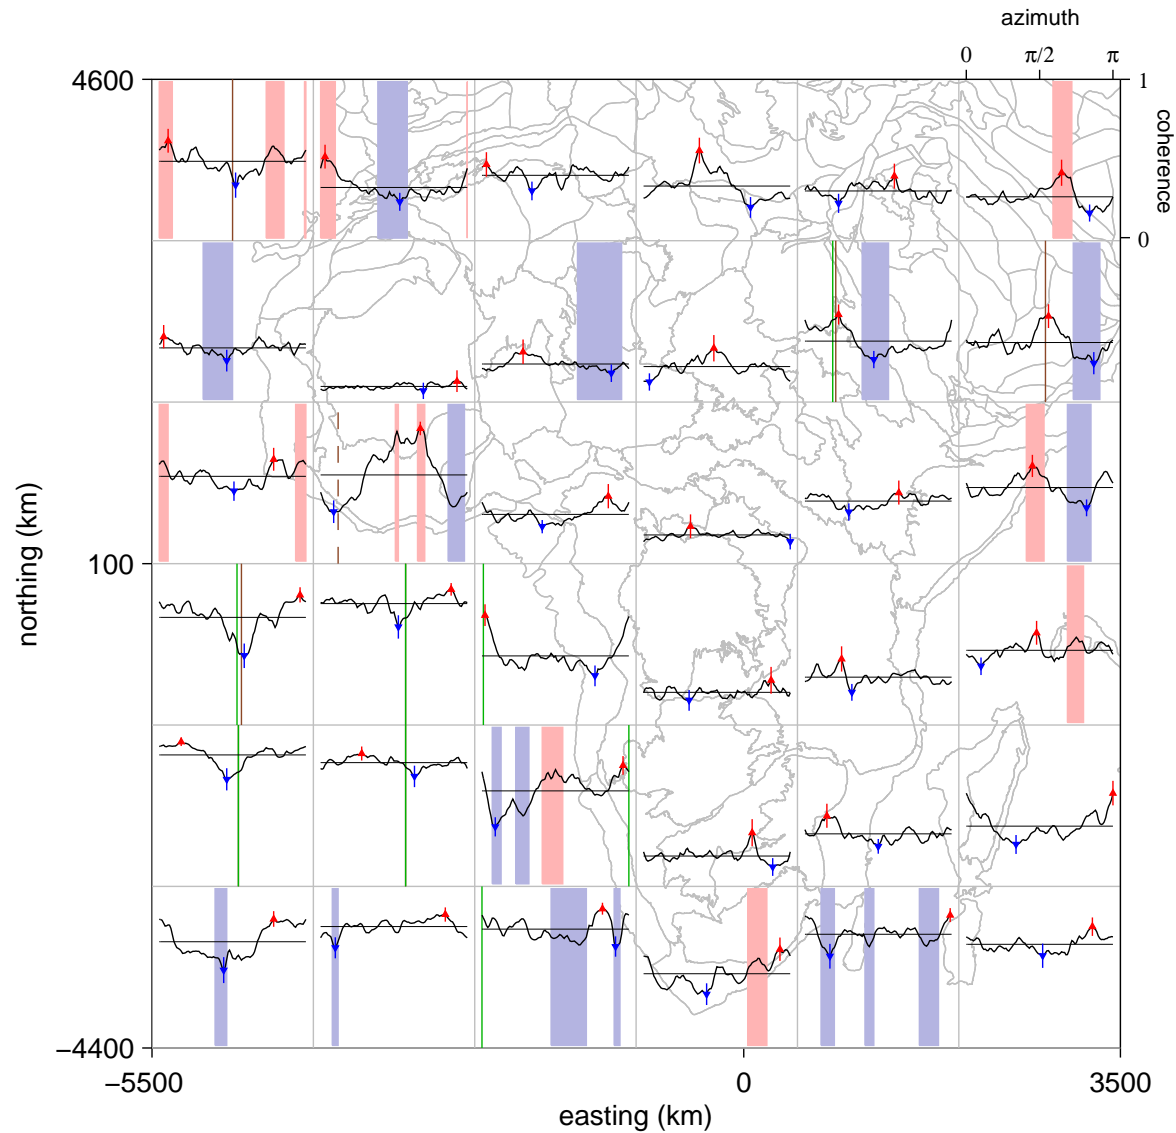 azimuth
0 π/2 π
4600
1
coherence
0
northing (km)
100
−4400
−5500 0 3500
easting (km)